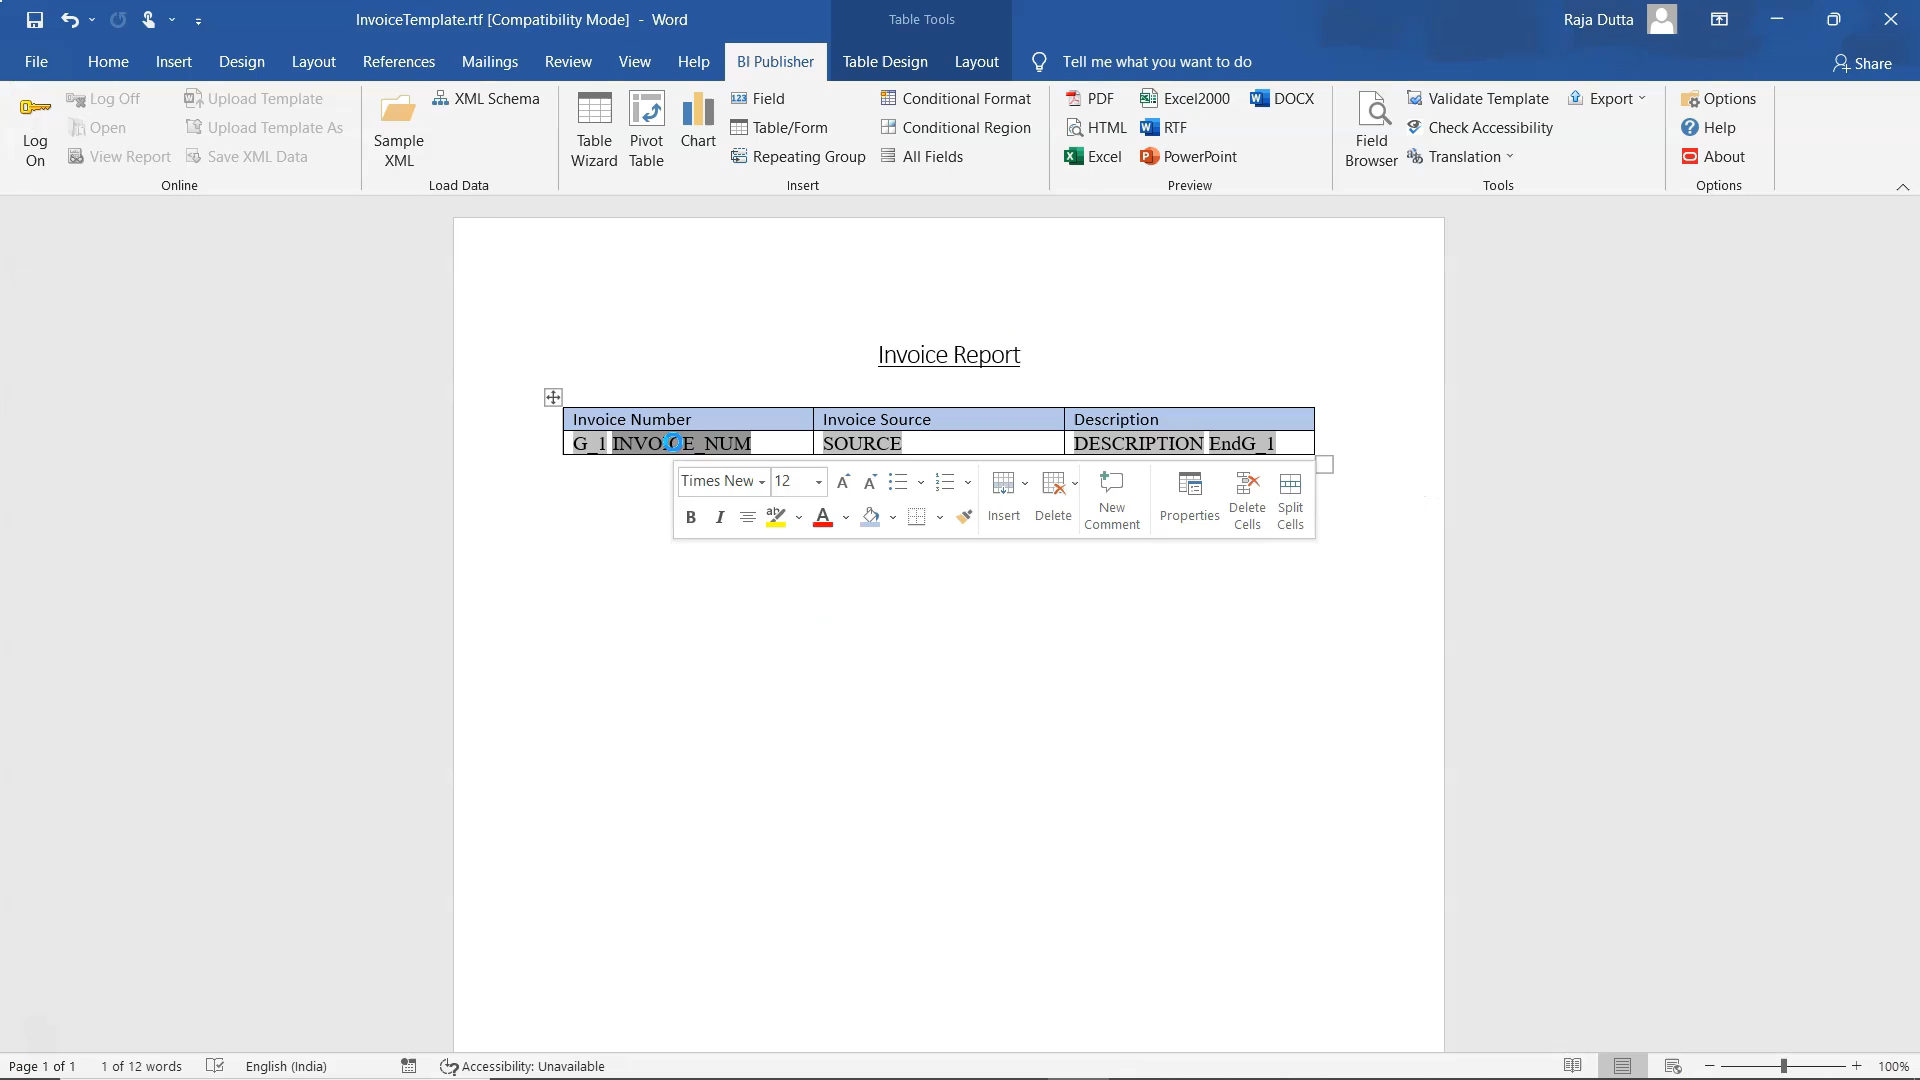 InvoiceTemplate.rtf [Compatibility Mode] - Word
Table Tools
Raja Dutta
File Home Insert Design Layout References Mailings Review View Help BI Publisher Table Design Layout Tell me what you want to do Share
Log On
Log Off
Open
View Report
Upload Template
Upload Template As
Save XML Data
Online
Sample XML
XML Schema
Load Data
Table Wizard
Pivot Table
Chart
Field
Table/Form
Repeating Group
Conditional Format
Conditional Region
All Fields
Insert
PDF
HTML
Excel
Excel2000
RTF
PowerPoint
DOCX
Preview
Field Browser
Validate Template
Check Accessibility
Translation
Export
Tools
Options
Help
About
Options
Invoice Report
Invoice Number Invoice Source Description
G_1 INVOICE_NUM SOURCE DESCRIPTION EndG_1
Times New 12
B I
Insert
Delete
New Comment
Properties
Delete Cells
Split Cells
Page 1 of 1 1 of 12 words English (India) Accessibility: Unavailable 100%